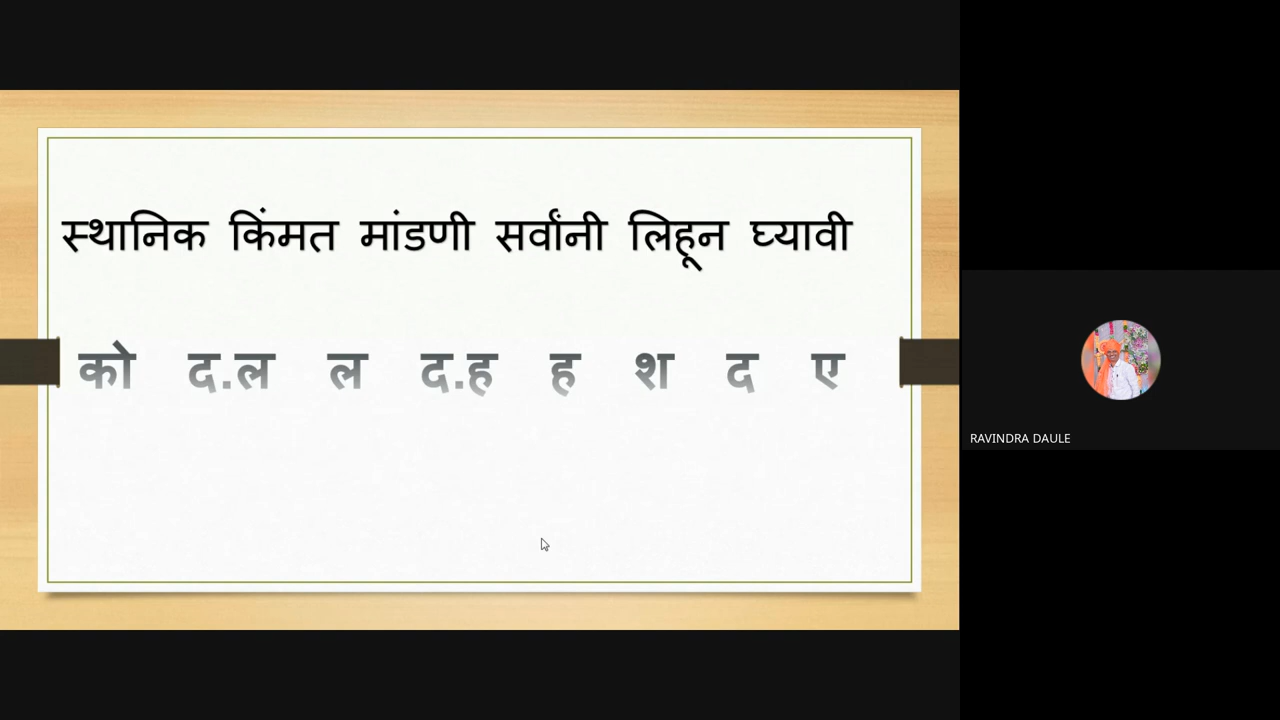 स्थानिक किंमत मांडणी सर्वांनी लिहून घ्यावी
को द.ल ल द.ह ह श द ए
RAVINDRA DAULE